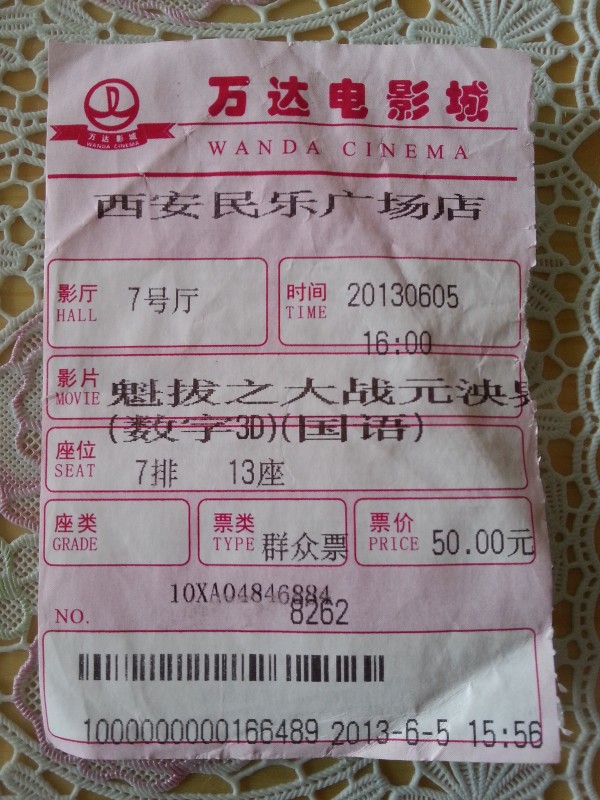 万达电影城
WANDA CINEMA
万达影城
WANDA CINEMA
西安民乐广场店
影厅 HALL 7号厅
时间 TIME 20130605
16:00
影片 MOVIE 魁拔之大战元泱
(数字3D)(国语)
座位 SEAT 7排 13座
座类 GRADE
票类 TYPE 群众票
票价 PRICE 50.00元
10XA04846884
NO. 8262
1000000000166489 2013-6-5 15:56